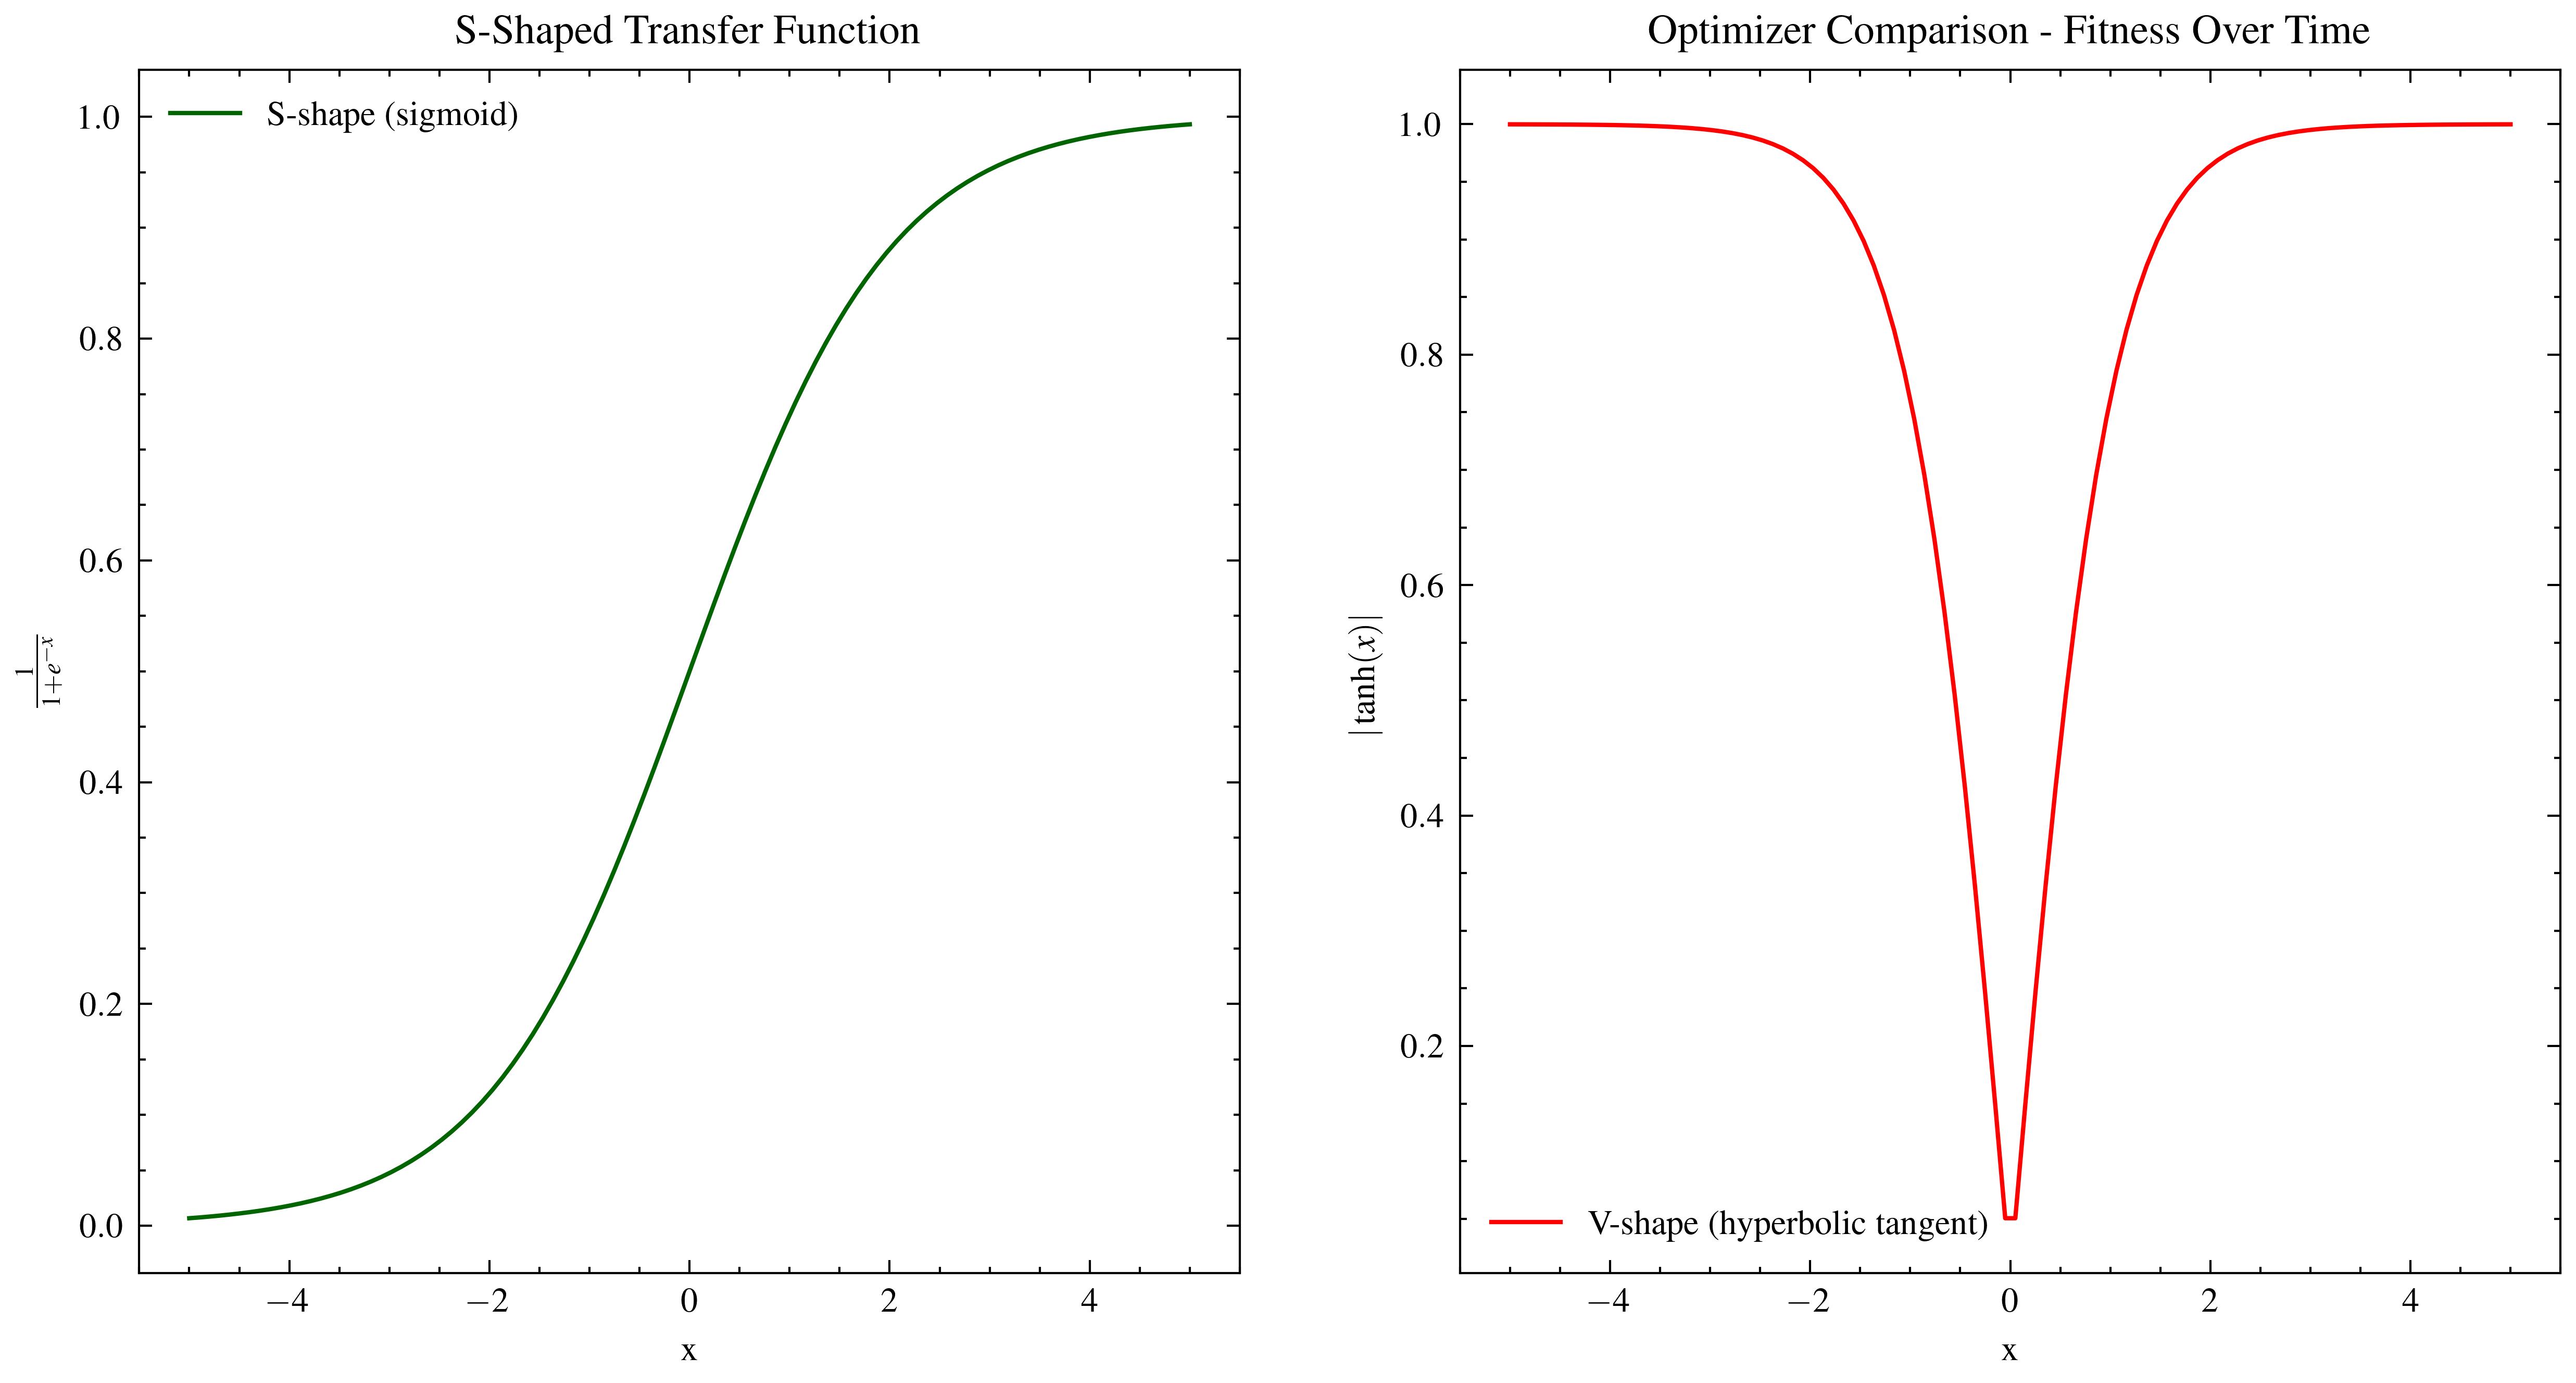 S-Shaped Transfer Function
S-shape (sigmoid)
1.0
0.8
0.6
0.4
0.2
0.0
1/(1+e^{−x})
−4 −2 0 2 4
x
Optimizer Comparison - Fitness Over Time
1.0
0.8
0.6
0.4
0.2
|tanh(x)|
V-shape (hyperbolic tangent)
−4 −2 0 2 4
x